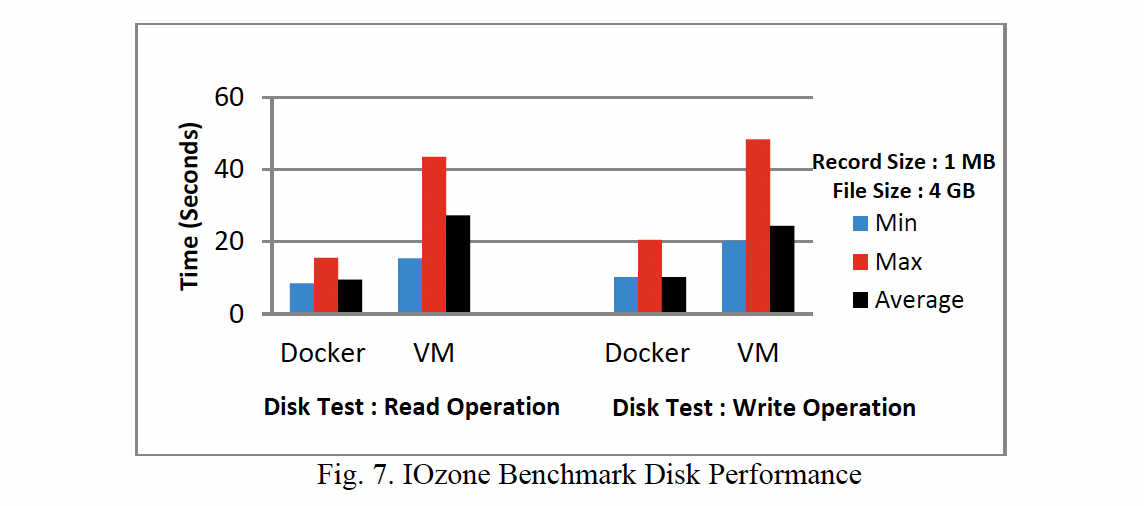 60
40
20
0
Time (Seconds)
Docker VM Docker VM
Disk Test : Read Operation Disk Test : Write Operation
Record Size : 1 MB
File Size : 4 GB
Min
Max
Average
Fig. 7. IOzone Benchmark Disk Performance